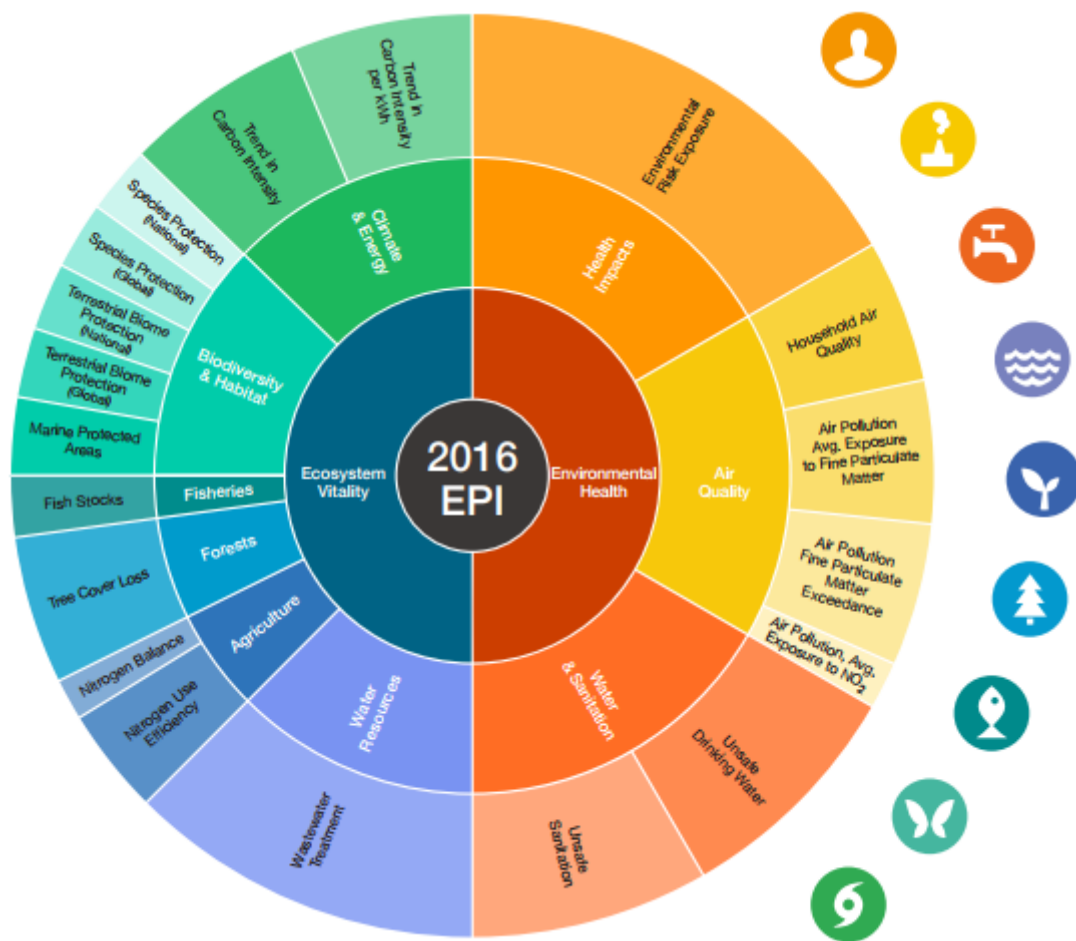 2016
EPI
Environmental
Health
Ecosystem
Vitality
Health
Impacts
Air
Quality
Water
& Sanitation
Water
Resources
Agriculture
Forests
Fisheries
Biodiversity
& Habitat
Climate
& Energy
Environmental
Risk Exposure
Household Air
Quality
Air Pollution
Avg. Exposure
to Fine Particulate
Matter
Air Pollution
Fine Particulate
Matter
Exceedance
Air Pollution, Avg.
Exposure to NO₂
Unsafe
Drinking Water
Unsafe
Sanitation
Wastewater
Treatment
Nitrogen Use
Efficiency
Nitrogen Balance
Tree Cover Loss
Fish Stocks
Marine Protected
Areas
Terrestrial Biome
Protection
(Global)
Terrestrial Biome
Protection
(National)
Species Protection
(Global)
Species Protection
(National)
Trend in
Carbon Intensity
Trend in
Carbon Intensity
per kWh